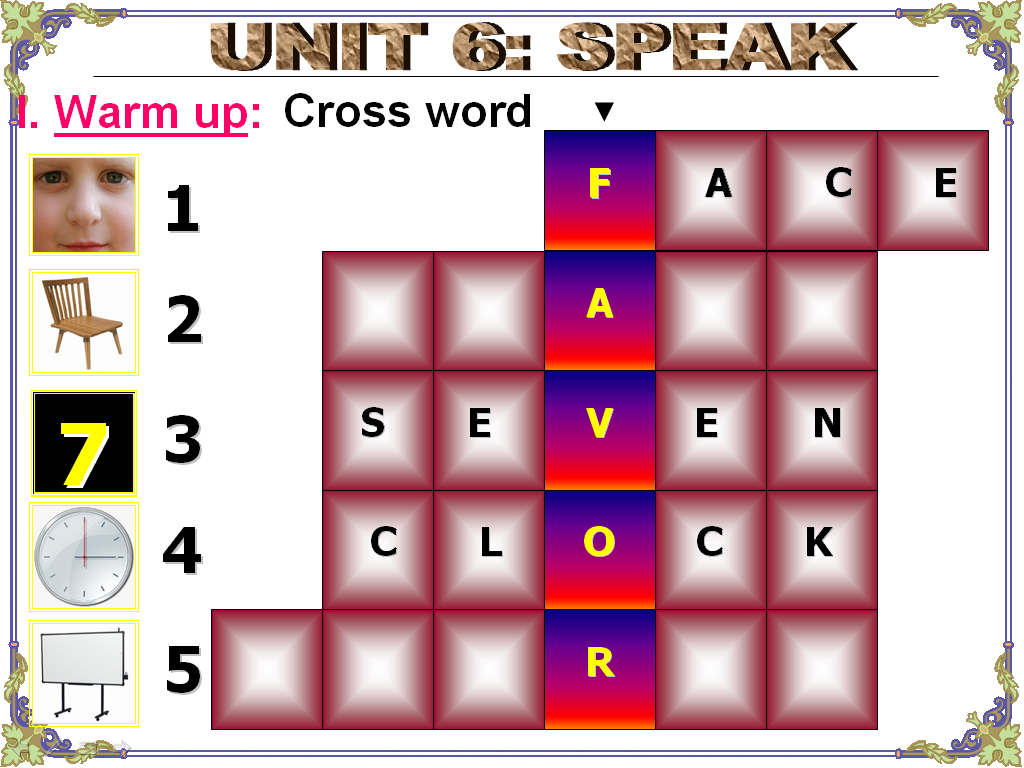 UNIT 6: SPEAK
I. Warm up: Cross word
▼
1 F A C E
2 A
7 3 S E V E N
4 C L O C K
5 R